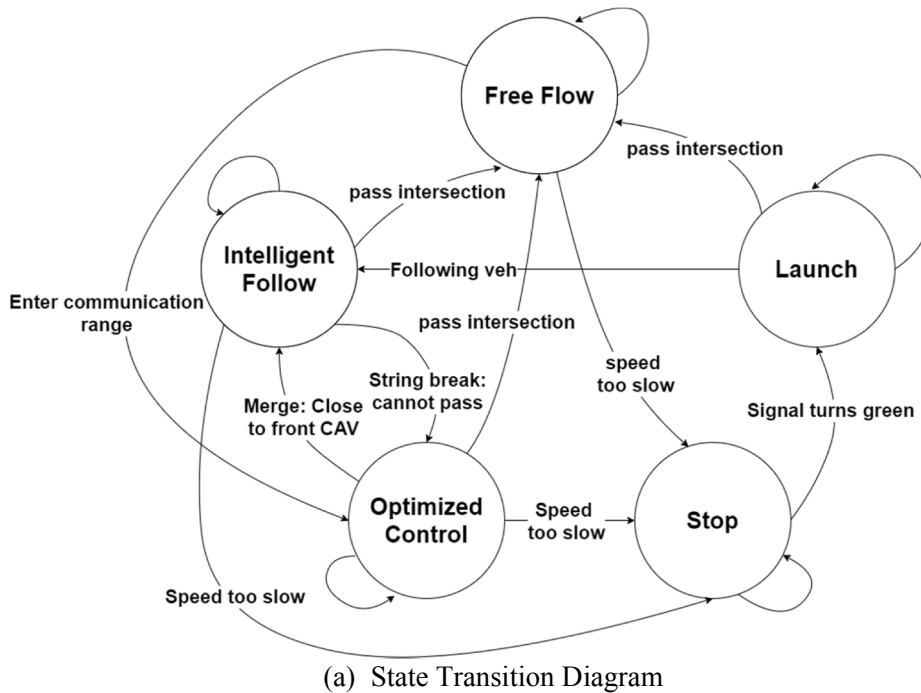 Free Flow
pass intersection
pass intersection
Intelligent
Follow
Following veh
Launch
Enter communication
range
pass intersection
speed
too slow
String break:
cannot pass
Merge: Close
to front CAV
Signal turns green
Optimized
Control
Speed
too slow
Stop
Speed too slow
(a) State Transition Diagram